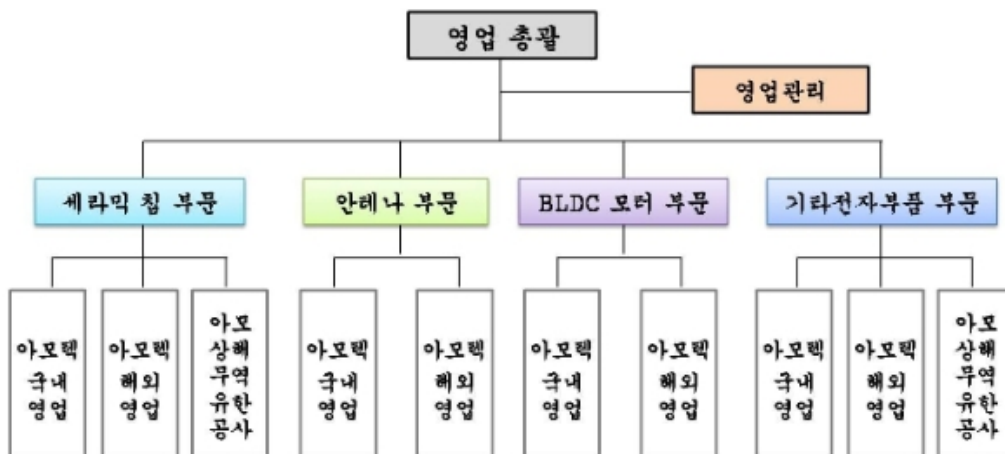 영업 총괄
영업관리
세라믹 칩 부문
안테나 부문
BLDC 모터 부문
기타전자부품 부문
아모텍
국내
영업
아모텍
해외
영업
아모
상해
무역
유한
공사
아모텍
국내
영업
아모텍
해외
영업
아모텍
국내
영업
아모텍
해외
영업
아모텍
국내
영업
아모텍
해외
영업
아모
상해
무역
유한
공사